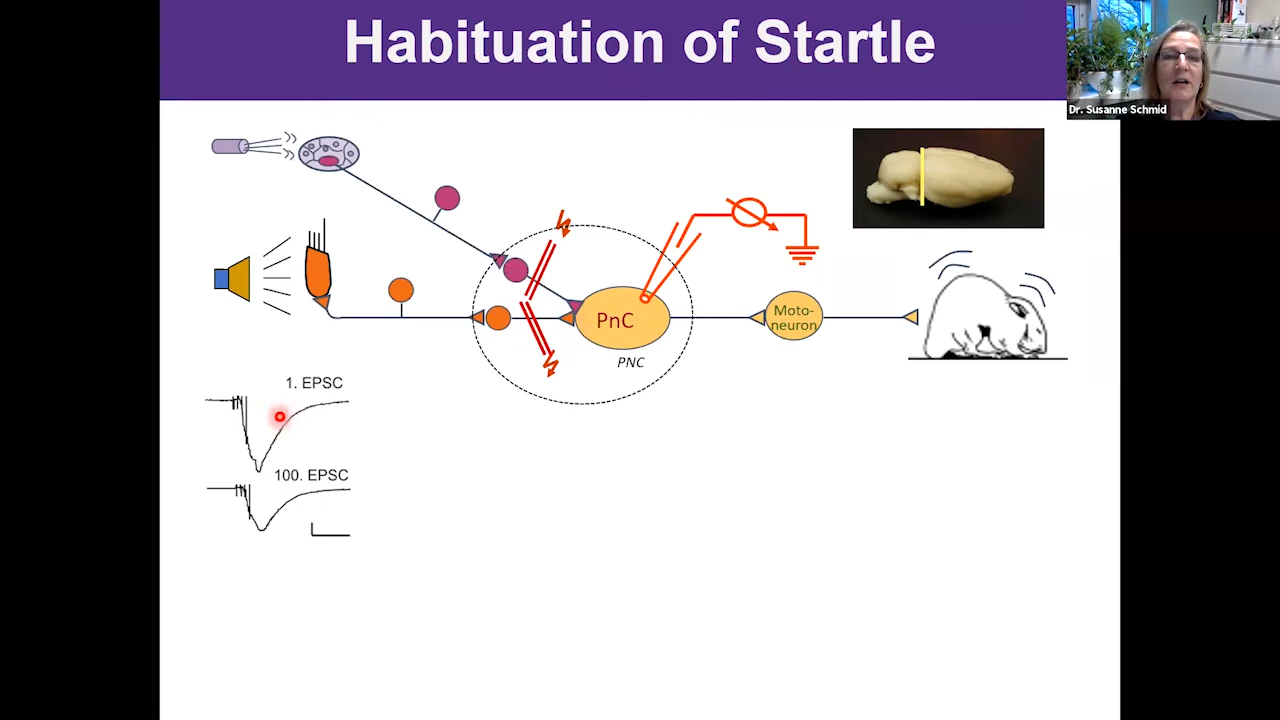 Habituation of Startle
Dr. Susanne Schmid
PnC
PNC
Moto-
neuron
1. EPSC
100. EPSC